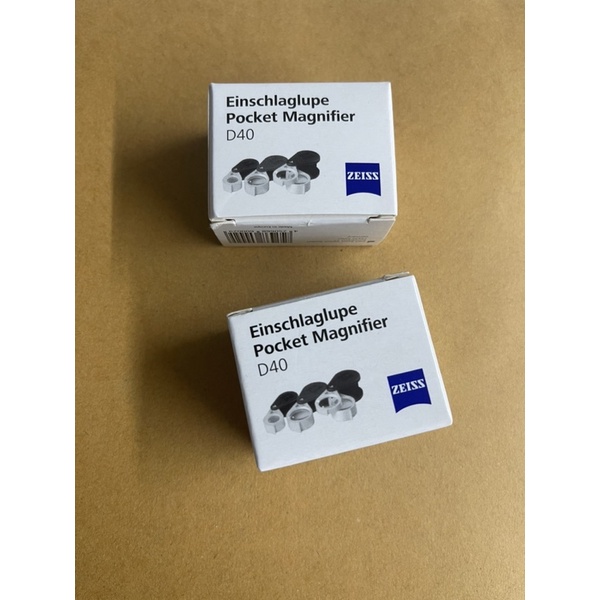 Einschlaglupe
Pocket Magnifier
D40
ZEISS
Einschlaglupe
Pocket Magnifier
D40
ZEISS